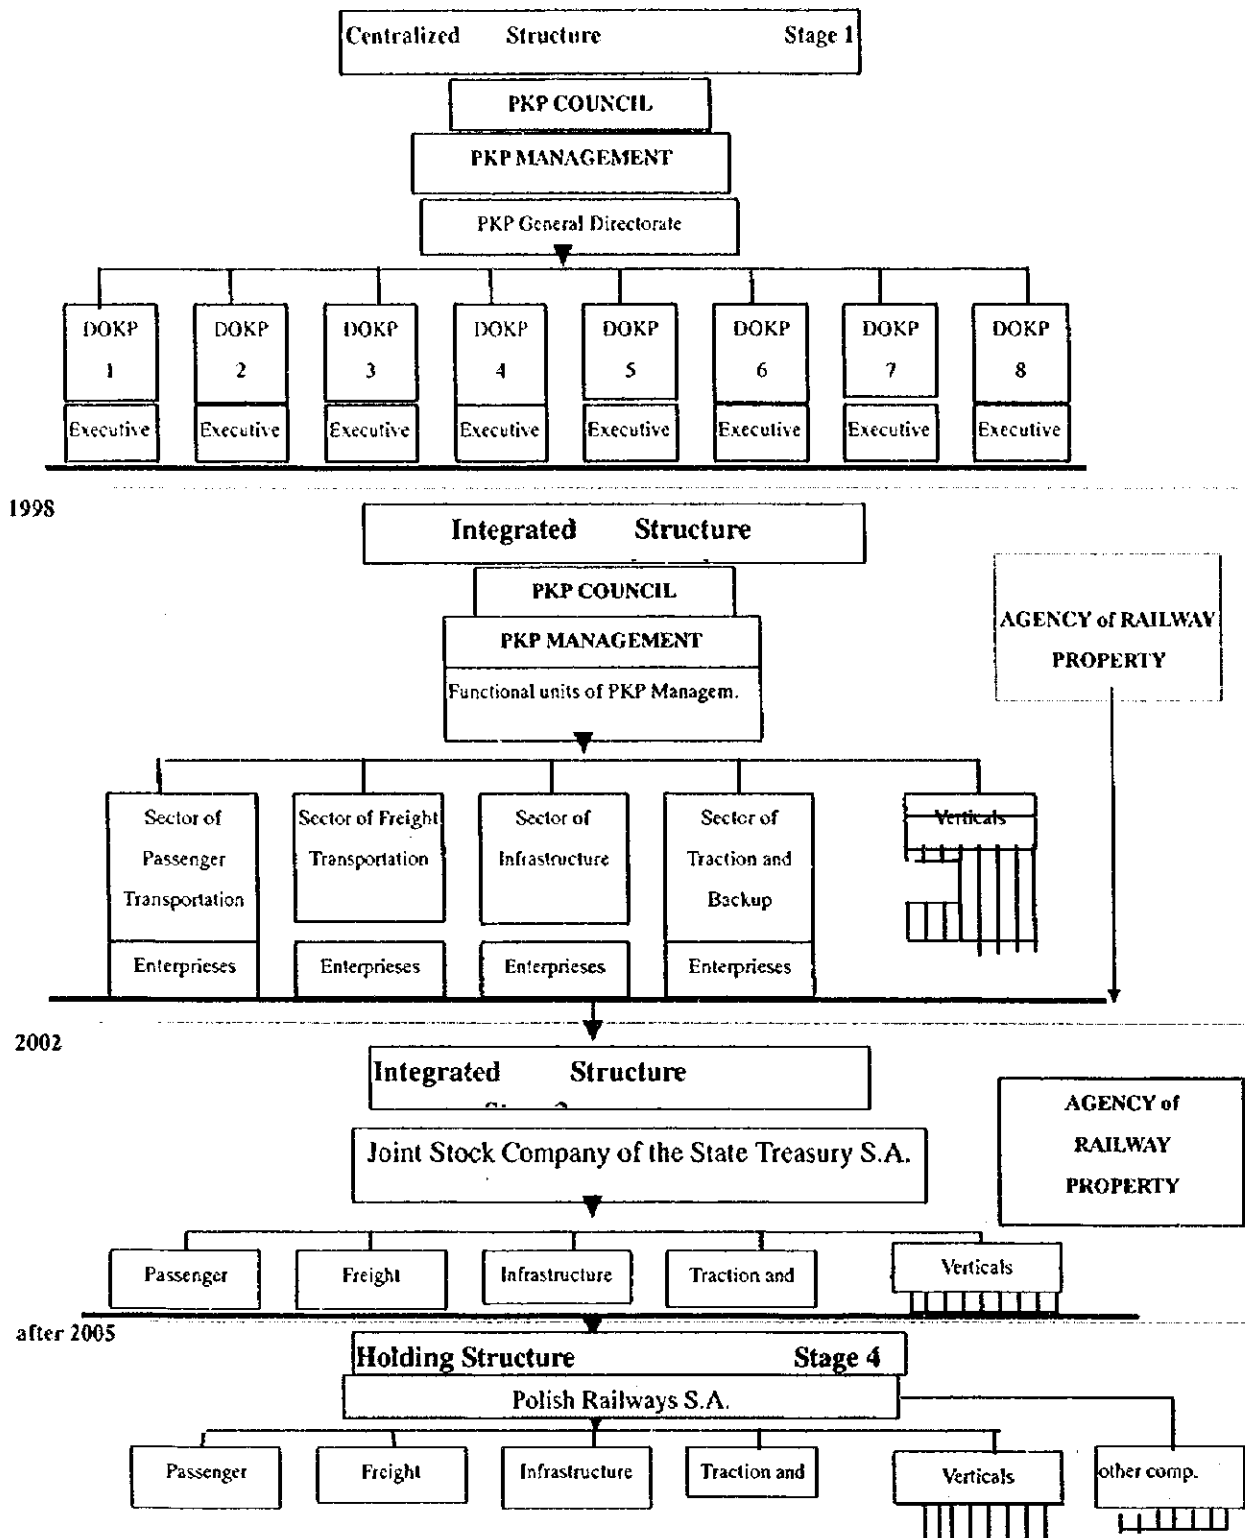 Centralized Structure Stage 1
PKP COUNCIL
PKP MANAGEMENT
PKP General Directorate
DOKP DOKP DOKP DOKP DOKP DOKP DOKP DOKP
1 2 3 4 5 6 7 8
Executive Executive Executive Executive Executive Executive Executive Executive
1998
Integrated Structure
PKP COUNCIL
PKP MANAGEMENT
Functional units of PKP Managem.
AGENCY of RAILWAY
PROPERTY
Sector of
Passenger
Transportation
Enterprieses
Sector of Freight
Transportation
Enterprieses
Sector of
Infrastructure
Enterprieses
Sector of
Traction and
Backup
Enterprieses
Verticals
2002
Integrated Structure
Joint Stock Company of the State Treasury S.A.
AGENCY of
RAILWAY
PROPERTY
Passenger Freight Infrastructure Traction and Verticals
after 2005
Holding Structure Stage 4
Polish Railways S.A.
Passenger Freight Infrastructure Traction and Verticals other comp.